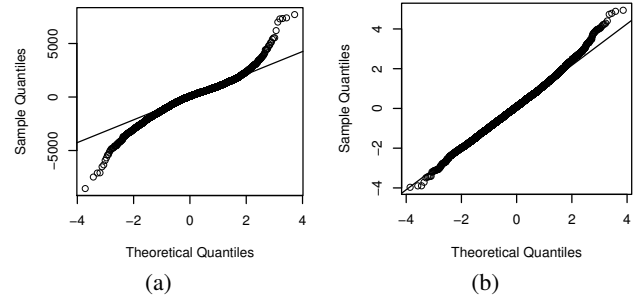 5000
0
−5000
Sample Quantiles
−4 −2 0 2 4
Theoretical Quantiles
(a)
4
2
0
−2
−4
Sample Quantiles
−4 −2 0 2 4
Theoretical Quantiles
(b)